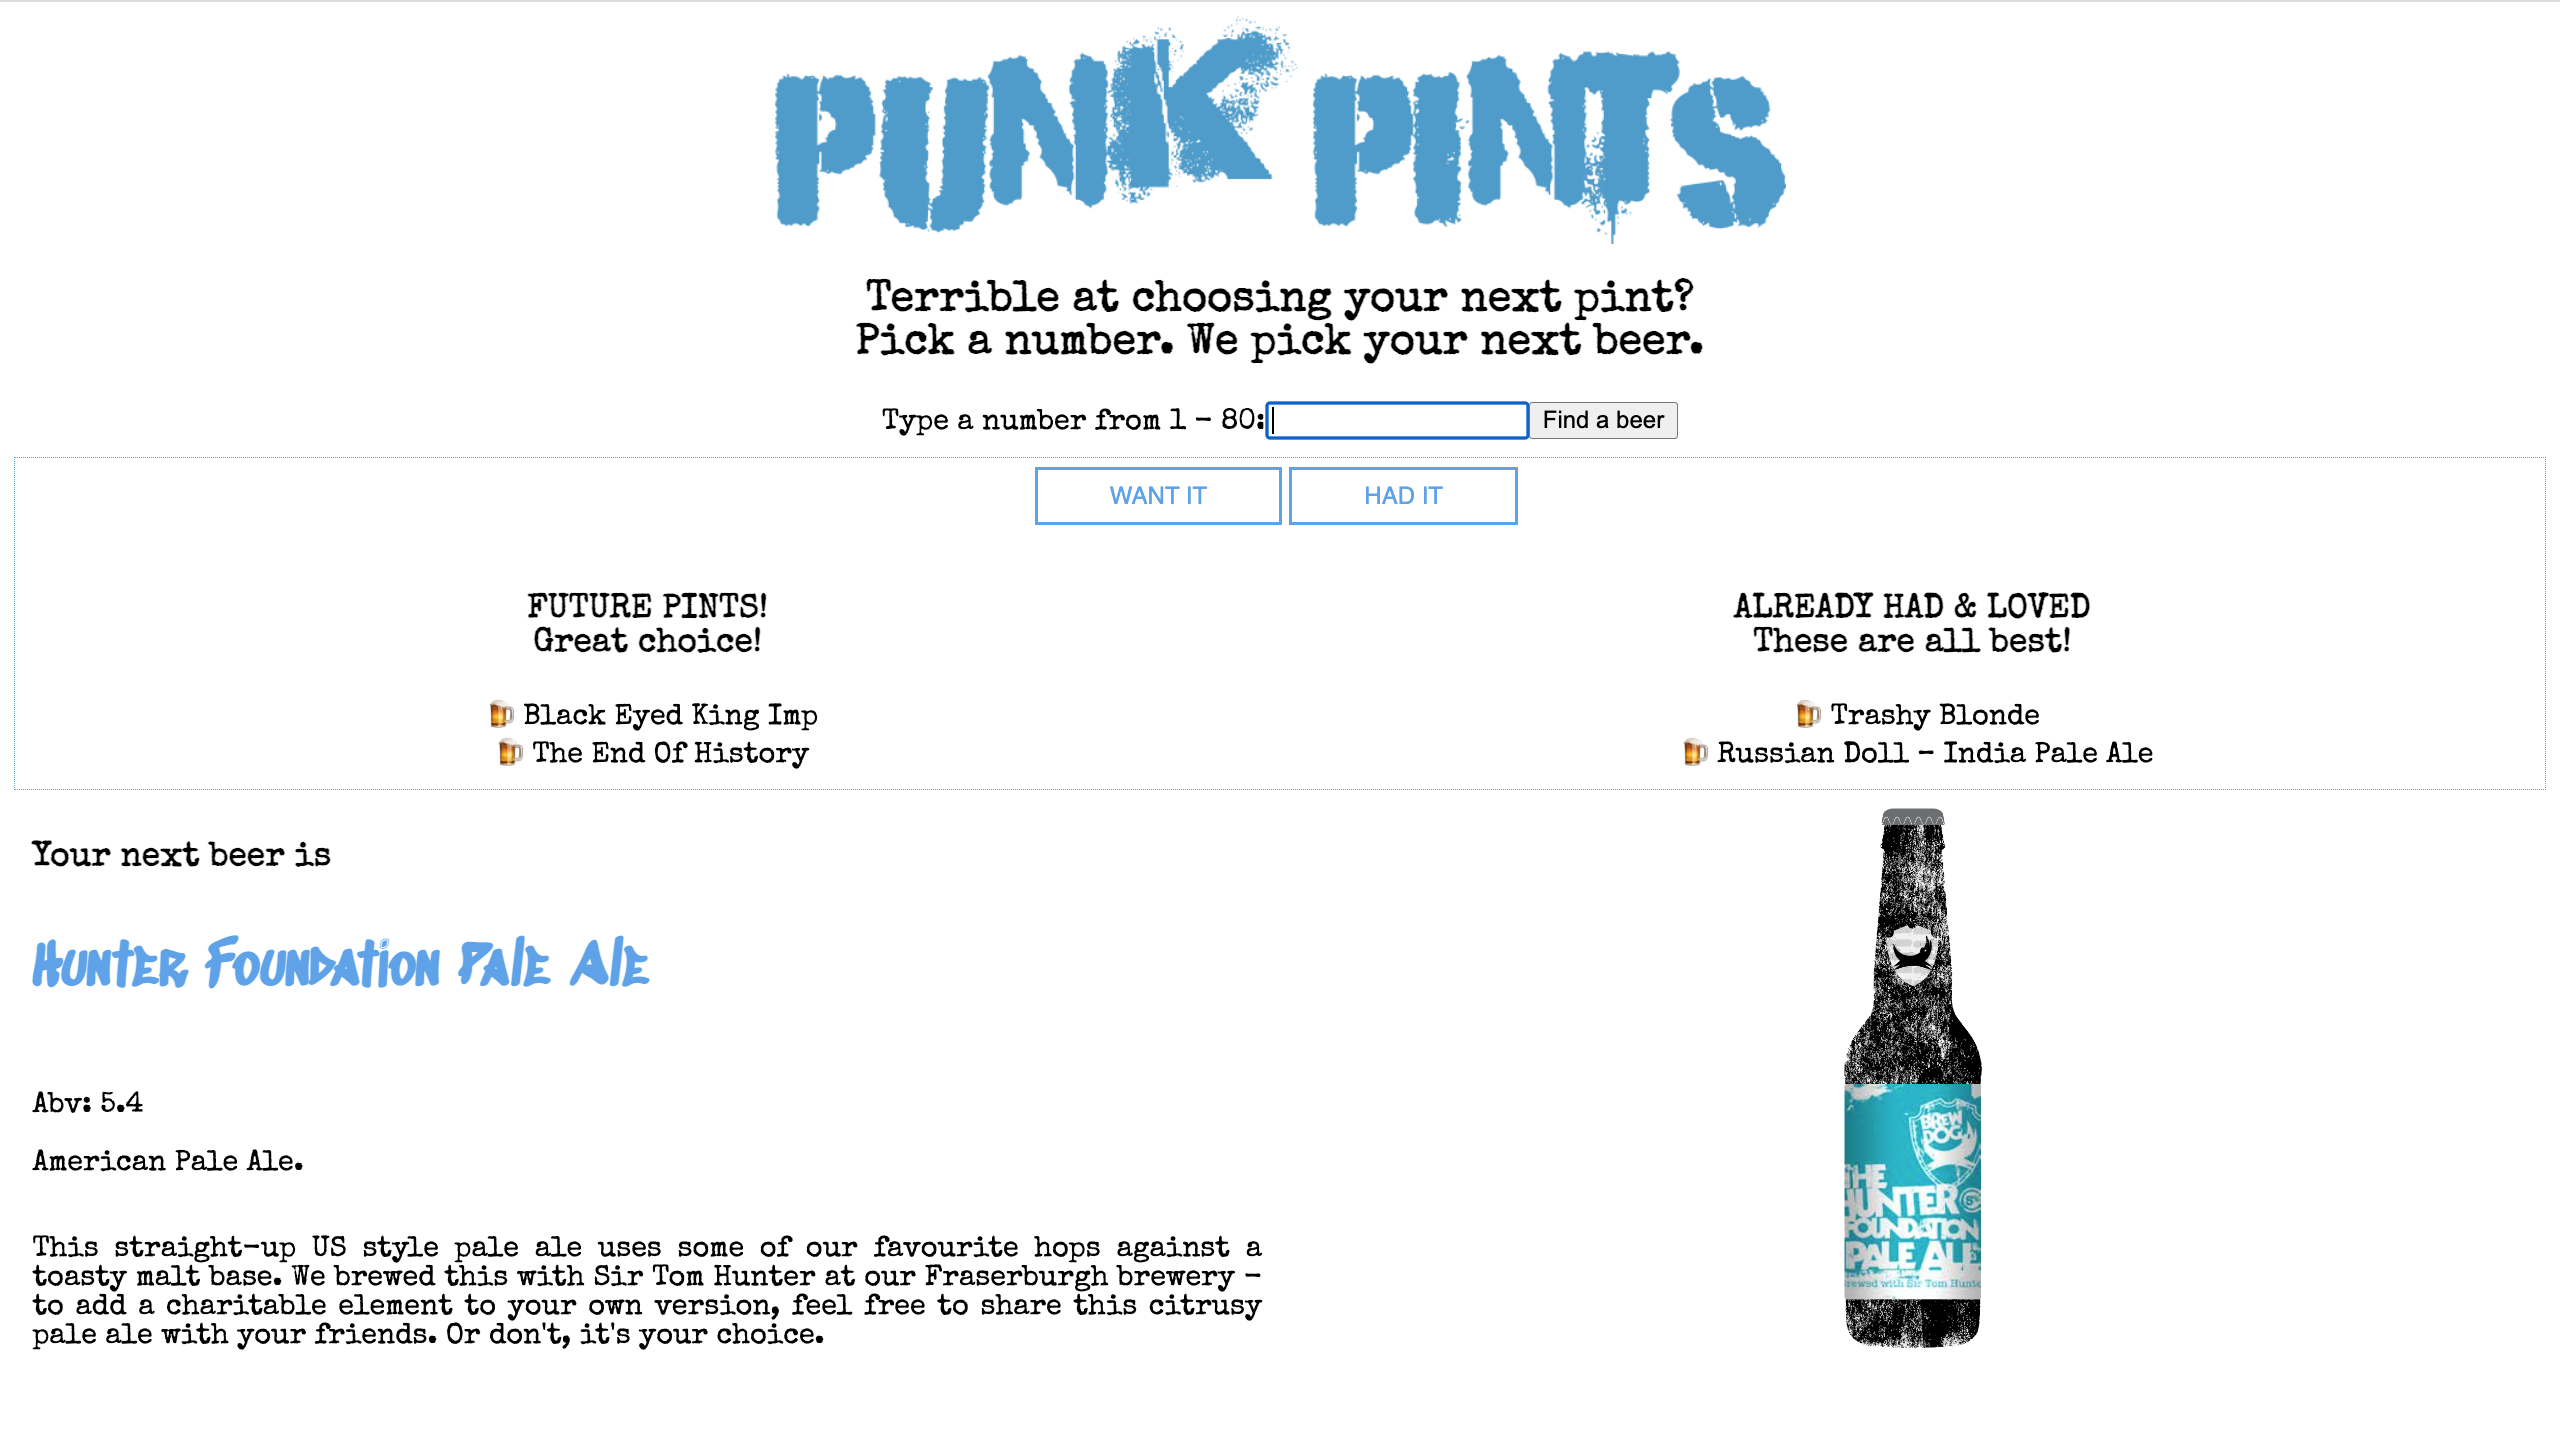 PUNK PINTS
Terrible at choosing your next pint?
Pick a number. We pick your next beer.
Type a number from 1 - 80:
Find a beer
WANT IT
HAD IT
FUTURE PINTS!
Great choice!
🍺 Black Eyed King Imp
🍺 The End Of History
ALREADY HAD & LOVED
These are all best!
🍺 Trashy Blonde
🍺 Russian Doll – India Pale Ale
Your next beer is
Hunter Foundation Pale Ale
Abv: 5.4
American Pale Ale.
This straight-up US style pale ale uses some of our favourite hops against a
toasty malt base. We brewed this with Sir Tom Hunter at our Fraserburgh brewery -
to add a charitable element to your own version, feel free to share this citrusy
pale ale with your friends. Or don't, it's your choice.
BREW
DOG
THE
HUNTER
FOUNDATION
PALE ALE
with Sir Tom